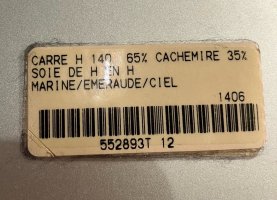 CARRE H 140 65% CACHEMIRE 35%
SOIE DE H EN H
MARINE/EMERAUDE/CIEL
1406
552893T 12